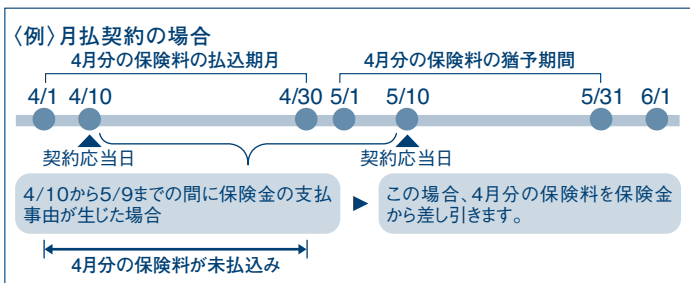 〈例〉月払契約の場合
4月分の保険料の払込期月
4月分の保険料の猶予期間
4/1 4/10 4/30 5/1 5/10 5/31 6/1
契約応当日
契約応当日
4/10から5/9までの間に保険金の支払
事由が生じた場合
この場合、4月分の保険料を保険金
から差し引きます。
4月分の保険料が未払込み